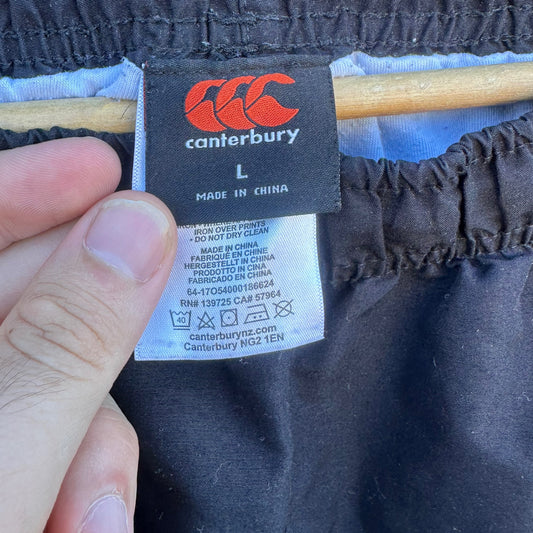 canterbury
L
MADE IN CHINA
IRON OVER PRINTS
• DO NOT DRY CLEAN
MADE IN CHINA
FABRIQUÉ EN CHINE
HERGESTELLT IN CHINA
PRODOTTO IN CINA
FABRICADO EN CHINA
64-17O54000186624
RN# 139725 CA# 57964
40
canterburynz.com
Canterbury NG2 1EN